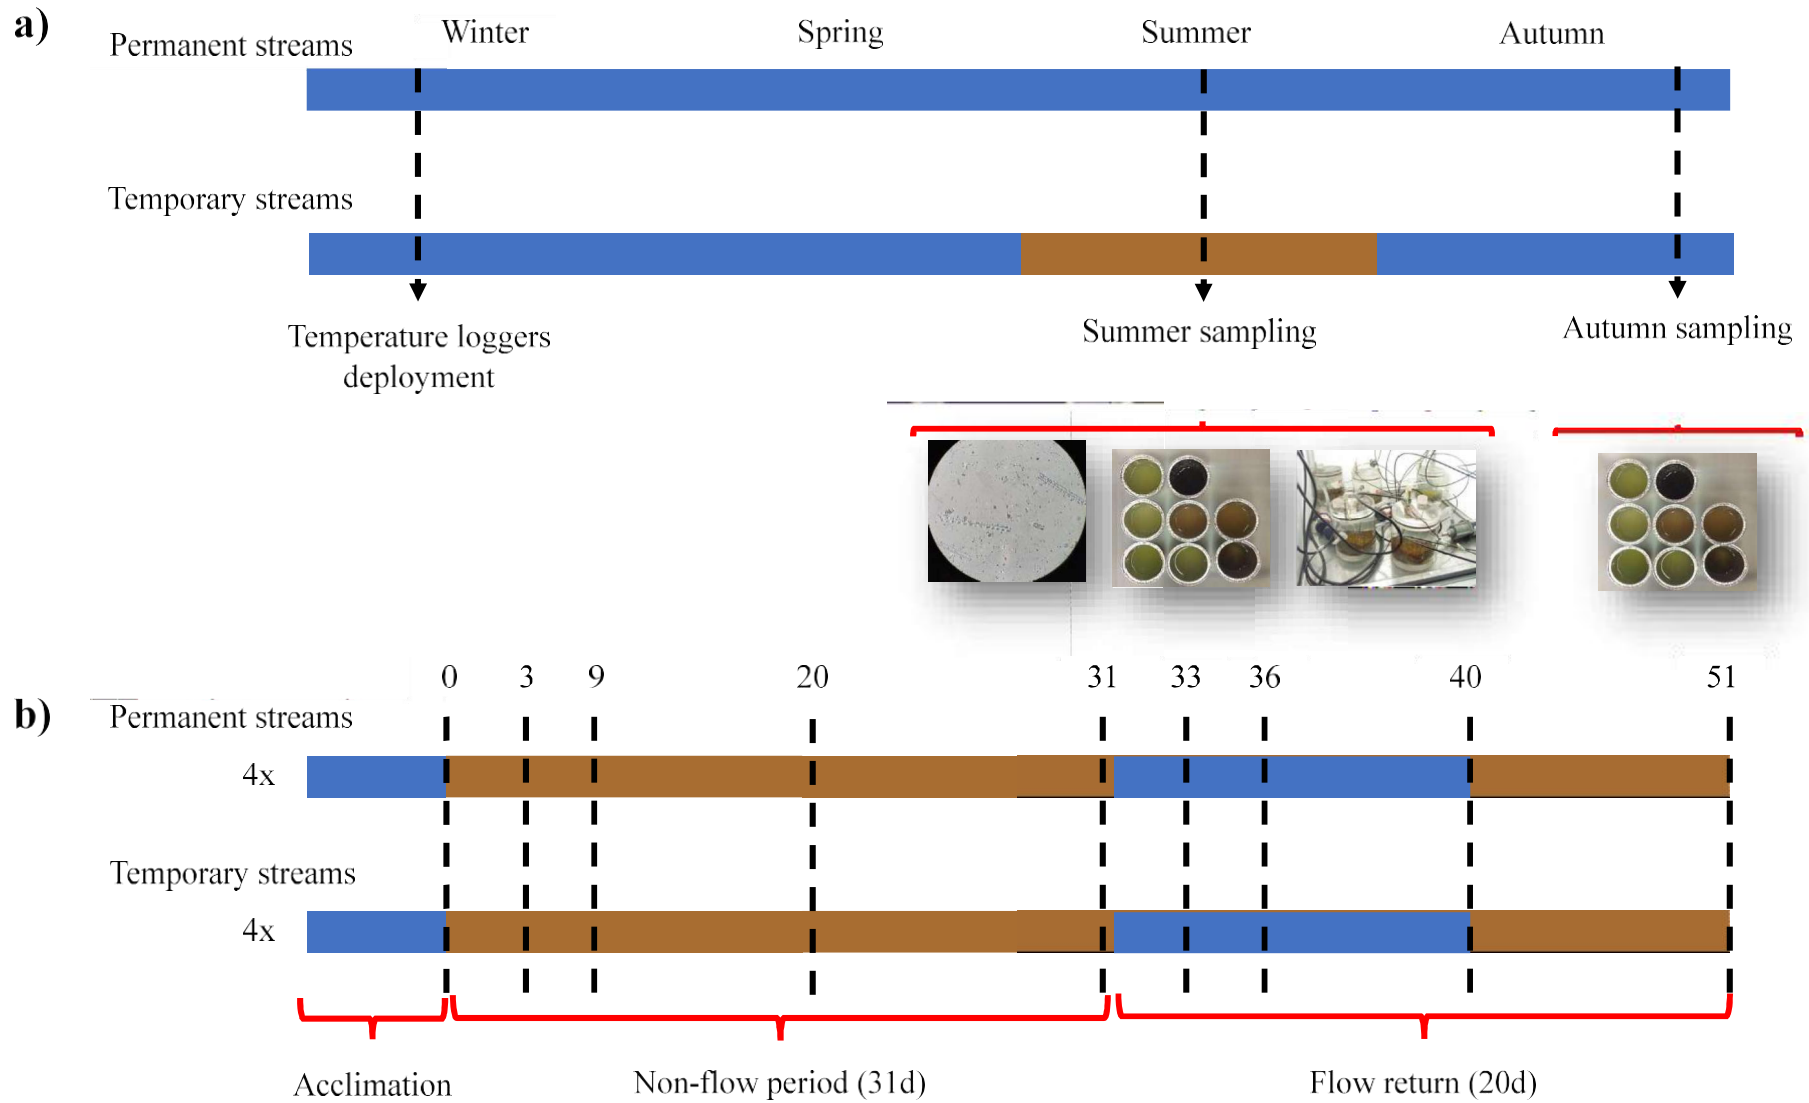 a)
Permanent streams
Winter
Spring
Summer
Autumn
Temporary streams
Temperature loggers
deployment
Summer sampling
Autumn sampling
0
3
9
20
31
33
36
40
51
b)
Permanent streams
4x
Temporary streams
4x
Acclimation
Non-flow period (31d)
Flow return (20d)